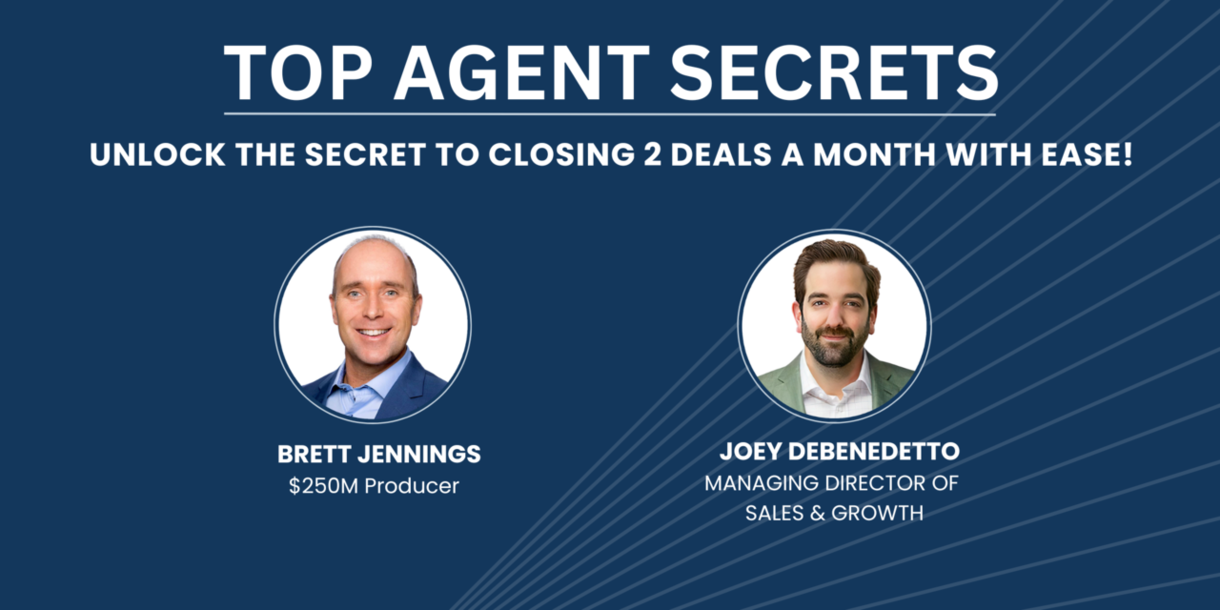 TOP AGENT SECRETS
UNLOCK THE SECRET TO CLOSING 2 DEALS A MONTH WITH EASE!
BRETT JENNINGS
$250M Producer
JOEY DEBENEDETTO
MANAGING DIRECTOR OF
SALES & GROWTH